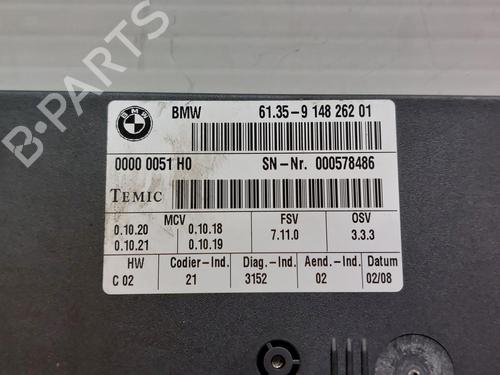 B-PARTS
BMW
BMW 61.35-9 148 262 01
0000 0051 H0 SN-Nr. 000578486
TEMIC
MCV FSV OSV
0.10.20 0.10.18 7.11.0 3.3.3
0.10.21 0.10.19
HW Codier-Ind. Diag.-Ind. Aend.-Ind. Datum
C 02 21 3152 02 02/08